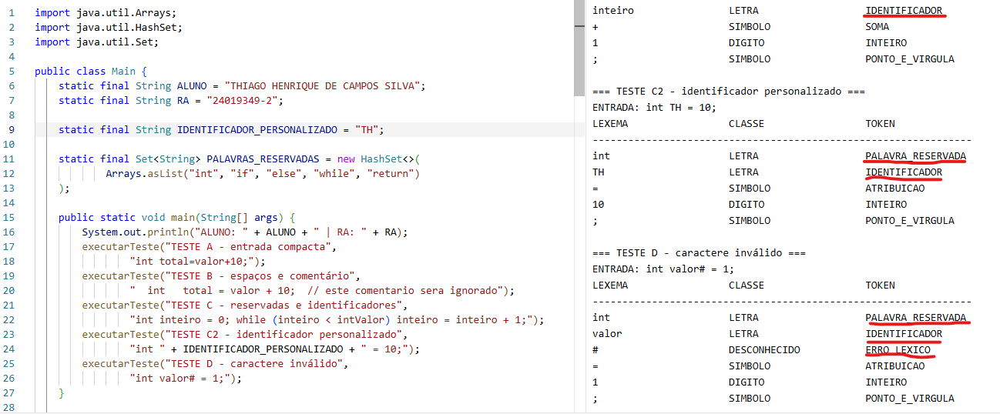 1 import java.util.Arrays;
2 import java.util.HashSet;
3 import java.util.Set;
4
5 public class Main {
6 static final String ALUNO = "THIAGO HENRIQUE DE CAMPOS SILVA";
7 static final String RA = "24019349-2";
8
9 static final String IDENTIFICADOR_PERSONALIZADO = "TH";
10
11 static final Set<String> PALAVRAS_RESERVADAS = new HashSet<>(
12 Arrays.asList("int", "if", "else", "while", "return")
13 );
14
15 public static void main(String[] args) {
16 System.out.println("ALUNO: " + ALUNO + " | RA: " + RA);
17 executarTeste("TESTE A - entrada compacta",
18 "int total=valor+10;");
19 executarTeste("TESTE B - espaços e comentário",
20 "  int   total = valor + 10;  // este comentario sera ignorado");
21 executarTeste("TESTE C - reservadas e identificadores",
22 "int inteiro = 0; while (inteiro < intValor) inteiro = inteiro + 1;");
23 executarTeste("TESTE C2 - identificador personalizado",
24 "int " + IDENTIFICADOR_PERSONALIZADO + " = 10;");
25 executarTeste("TESTE D - caractere inválido",
26 "int valor# = 1;");
27 }
28
inteiro LETRA IDENTIFICADOR
+ SIMBOLO SOMA
1 DIGITO INTEIRO
; SIMBOLO PONTO_E_VIRGULA
=== TESTE C2 - identificador personalizado ===
ENTRADA: int TH = 10;
LEXEMA CLASSE TOKEN
----------------------------------------------------------------
int LETRA PALAVRA_RESERVADA
TH LETRA IDENTIFICADOR
= SIMBOLO ATRIBUICAO
10 DIGITO INTEIRO
; SIMBOLO PONTO_E_VIRGULA
=== TESTE D - caractere inválido ===
ENTRADA: int valor# = 1;
LEXEMA CLASSE TOKEN
----------------------------------------------------------------
int LETRA PALAVRA_RESERVADA
valor LETRA IDENTIFICADOR
# DESCONHECIDO ERRO_LEXICO
= SIMBOLO ATRIBUICAO
1 DIGITO INTEIRO
; SIMBOLO PONTO_E_VIRGULA